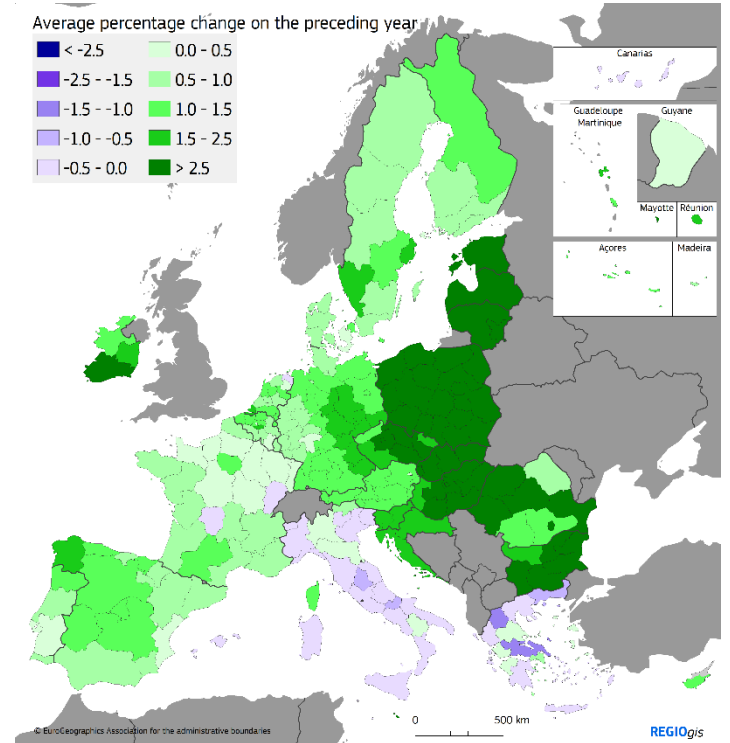 Average percentage change on the preceding year
< -2.5
-2.5 - -1.5
-1.5 - -1.0
-1.0 - -0.5
-0.5 - 0.0
0.0 - 0.5
0.5 - 1.0
1.0 - 1.5
1.5 - 2.5
> 2.5
Canarias
Guadeloupe
Martinique
Guyane
Mayotte
Réunion
Açores
Madeira
© EuroGeographics Association for the administrative boundaries
0
500 km
REGIOgis